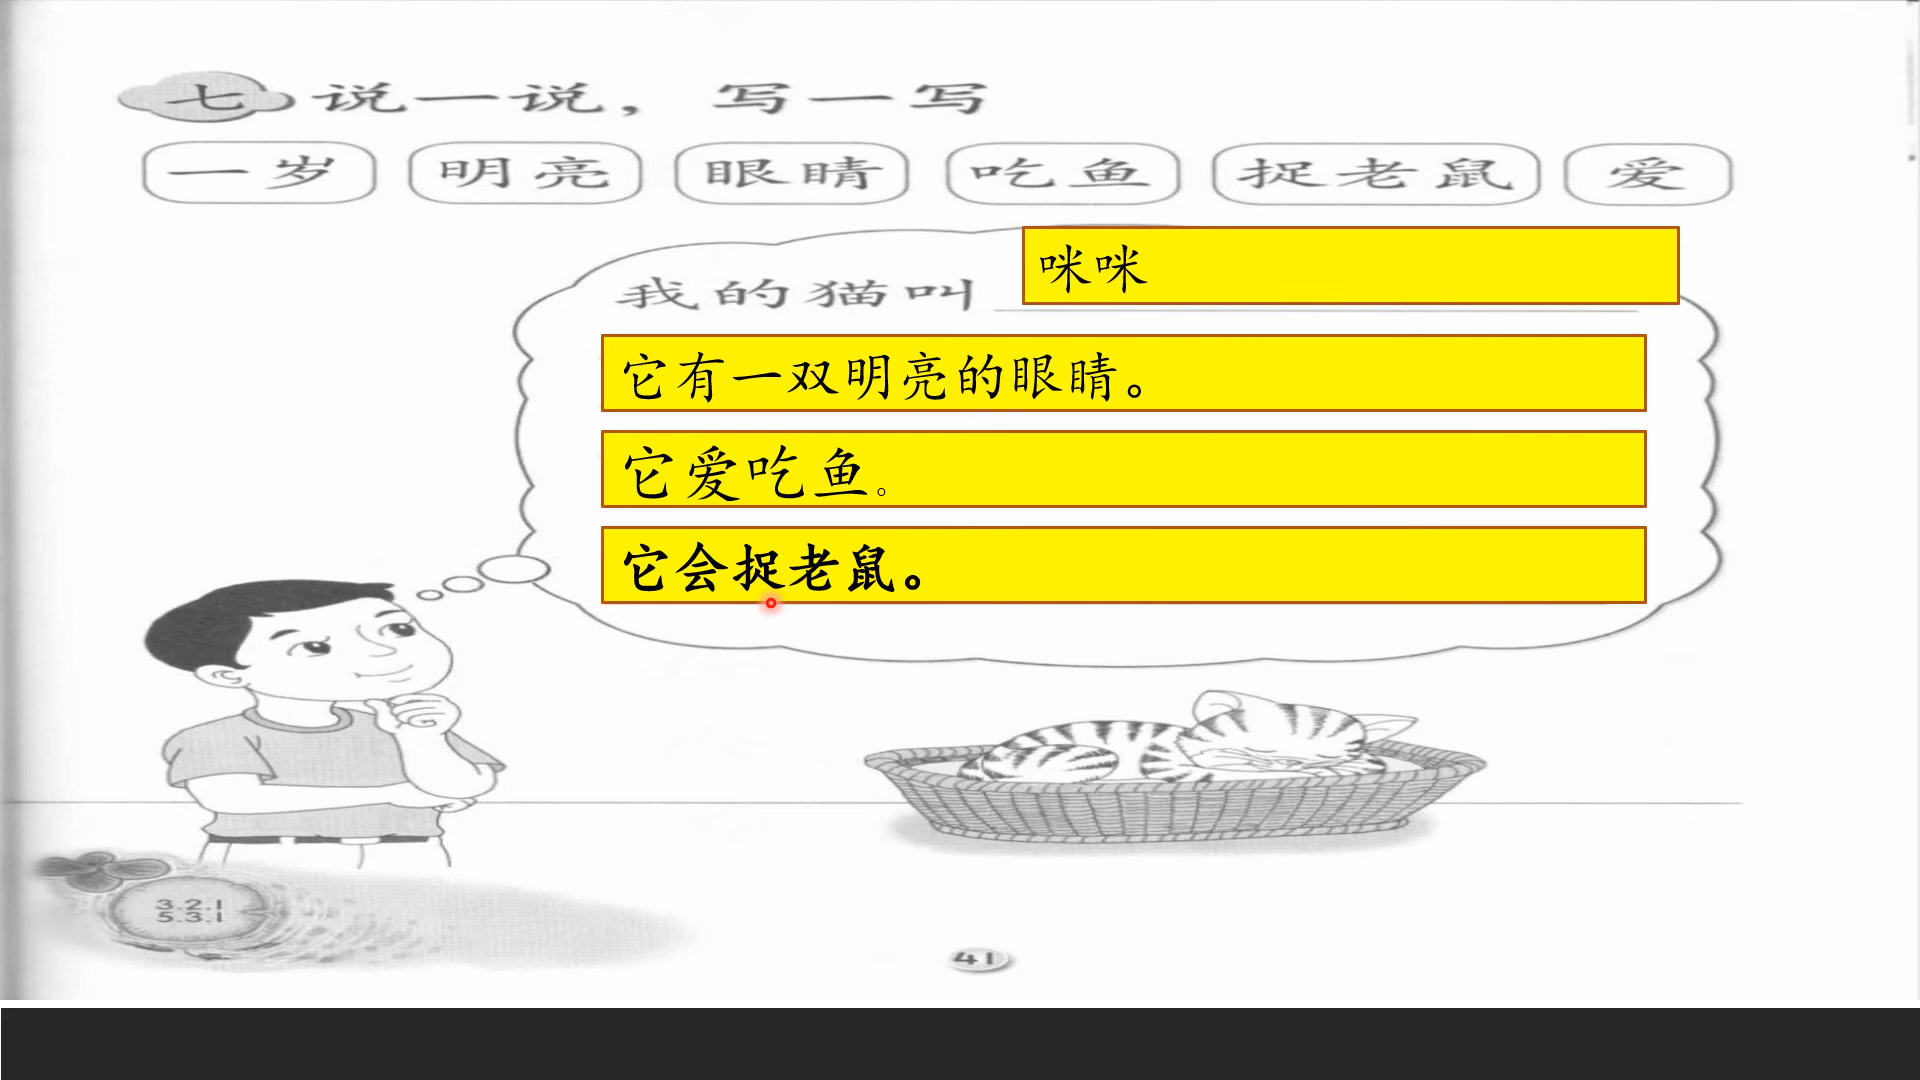 七 说一说，写一写
一岁 明亮 眼睛 吃鱼 捉老鼠 爱
我的猫叫 咪咪
它有一双明亮的眼睛。
它爱吃鱼。
它会捉老鼠。
3.2.1
5.3.1
41